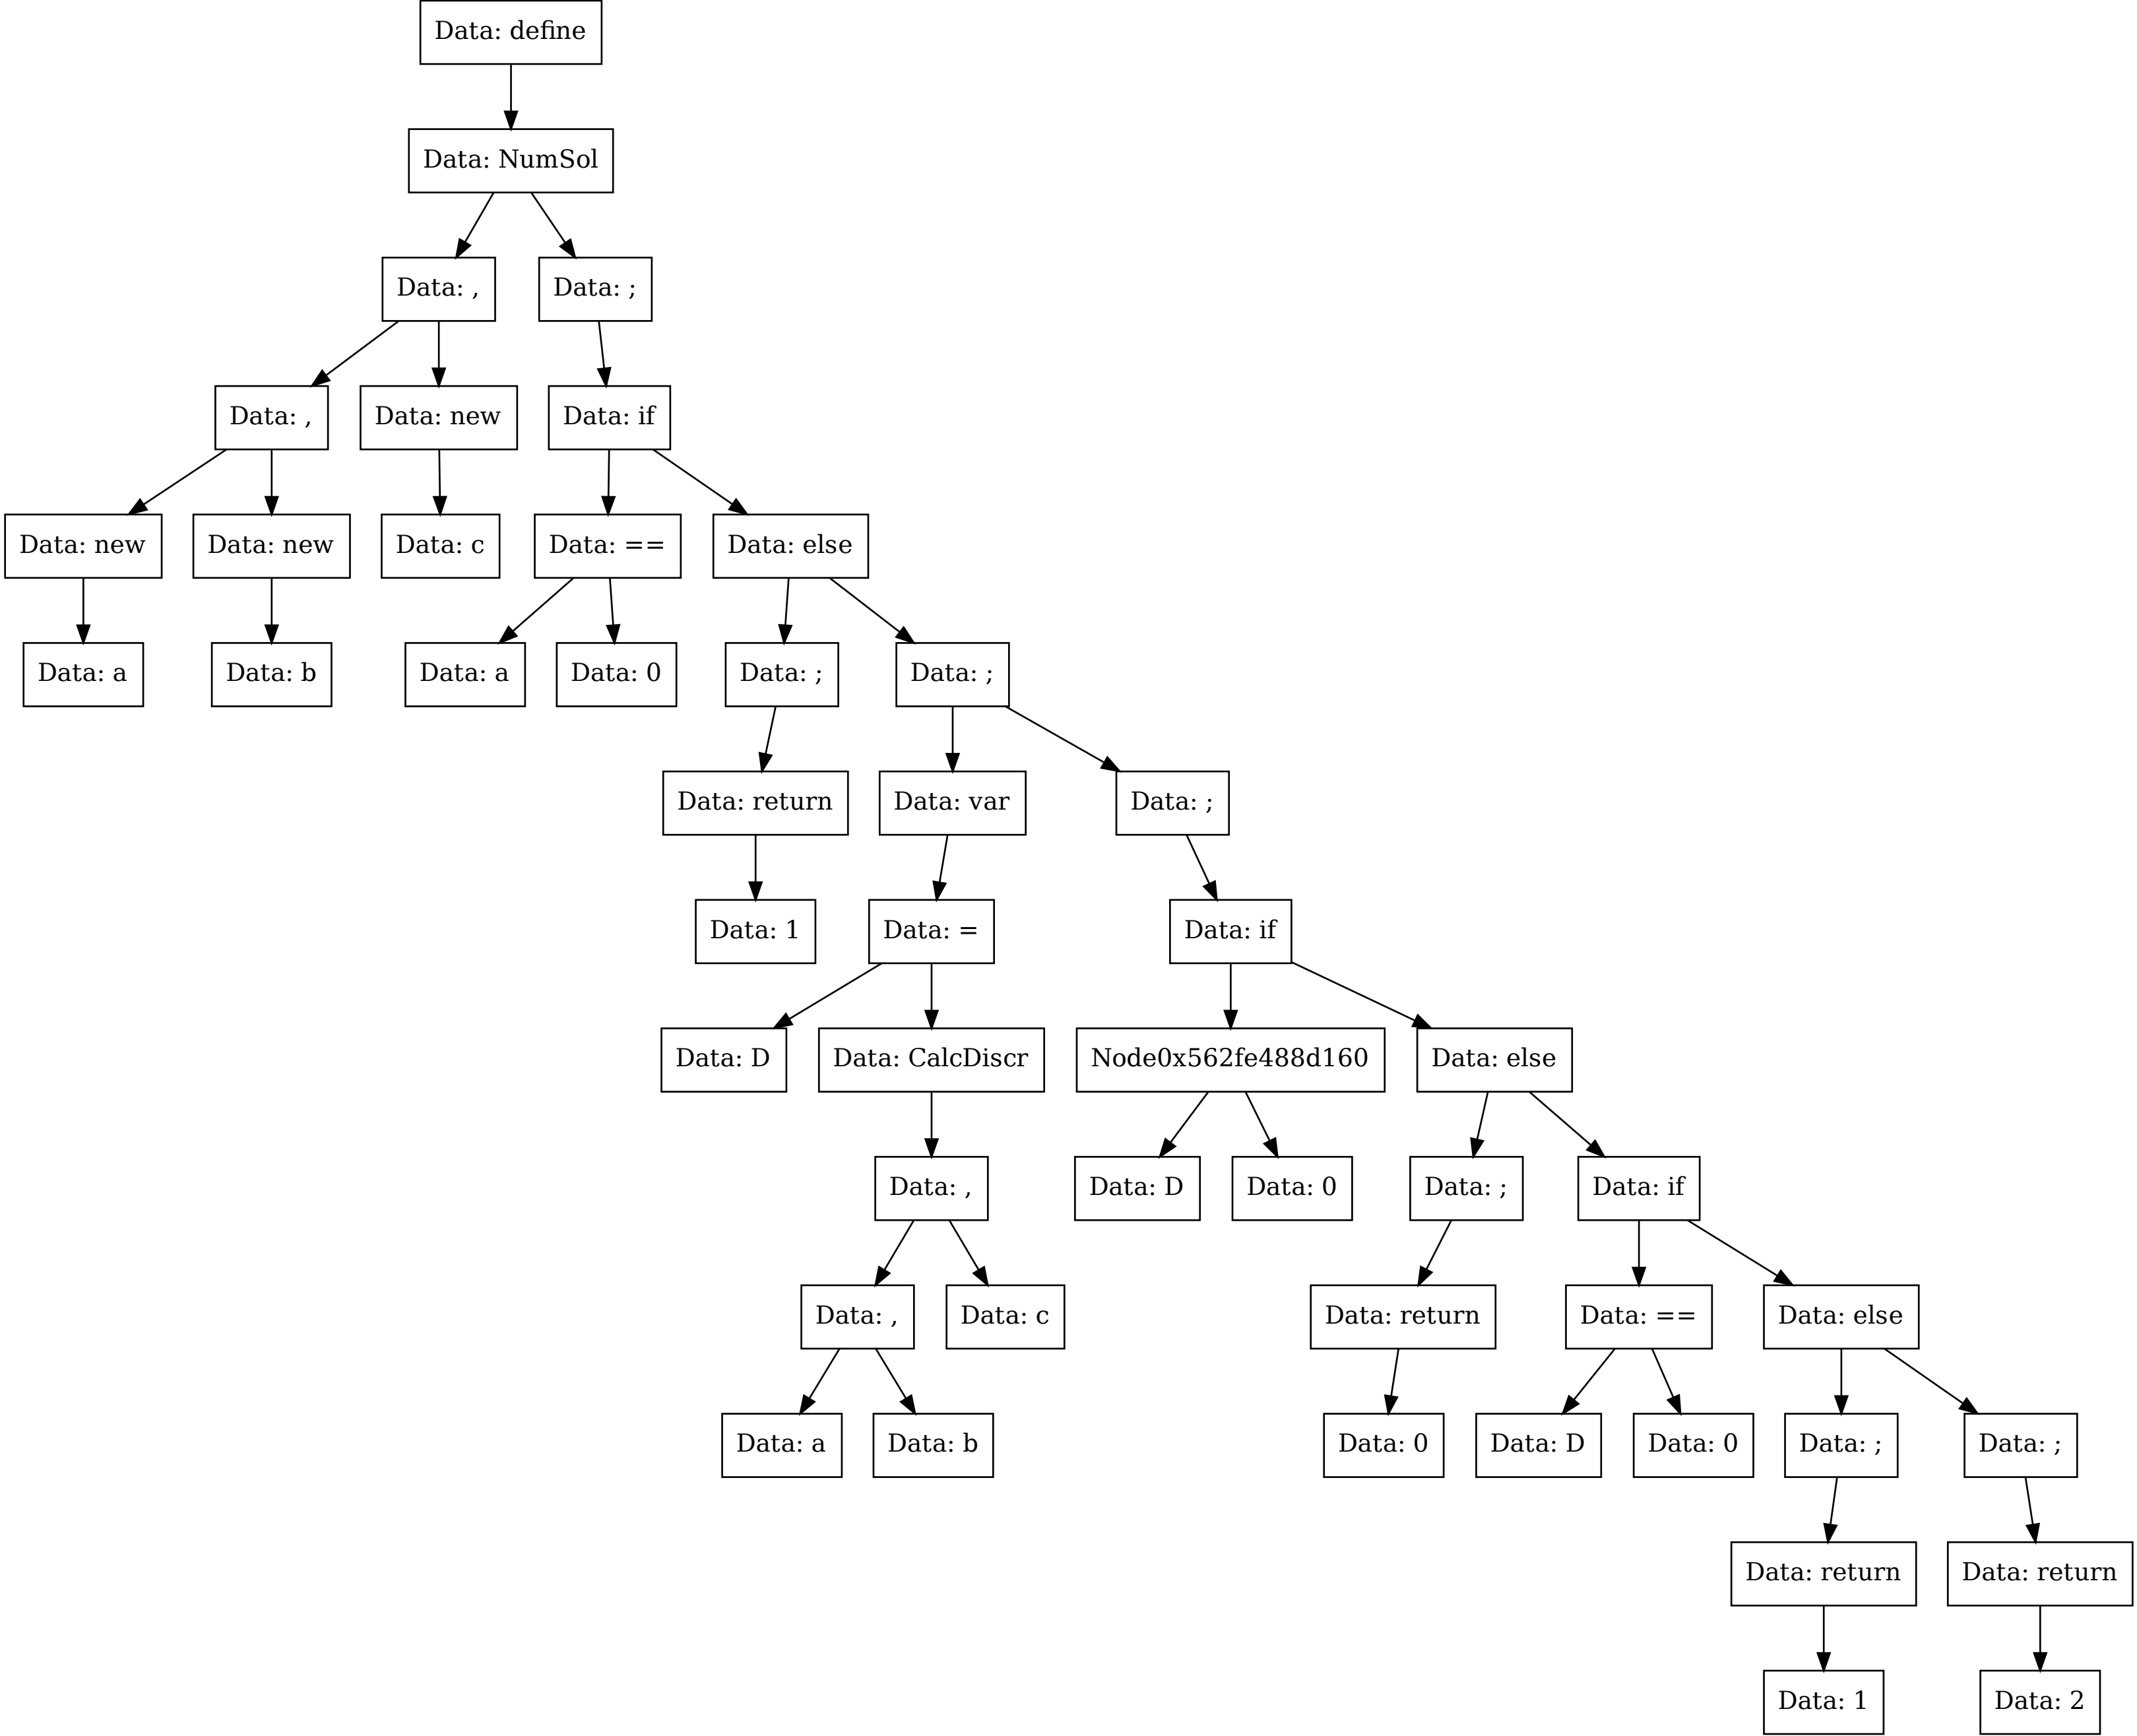 Data: define
Data: NumSol
Data: ,
Data: ;
Data: ,
Data: new
Data: if
Data: new
Data: new
Data: c
Data: ==
Data: else
Data: a
Data: b
Data: a
Data: 0
Data: ;
Data: ;
Data: return
Data: var
Data: ;
Data: 1
Data: =
Data: if
Data: D
Data: CalcDiscr
Node0x562fe488d160
Data: else
Data: ,
Data: D
Data: 0
Data: ;
Data: if
Data: ,
Data: c
Data: return
Data: ==
Data: else
Data: a
Data: b
Data: 0
Data: D
Data: 0
Data: ;
Data: ;
Data: return
Data: return
Data: 1
Data: 2